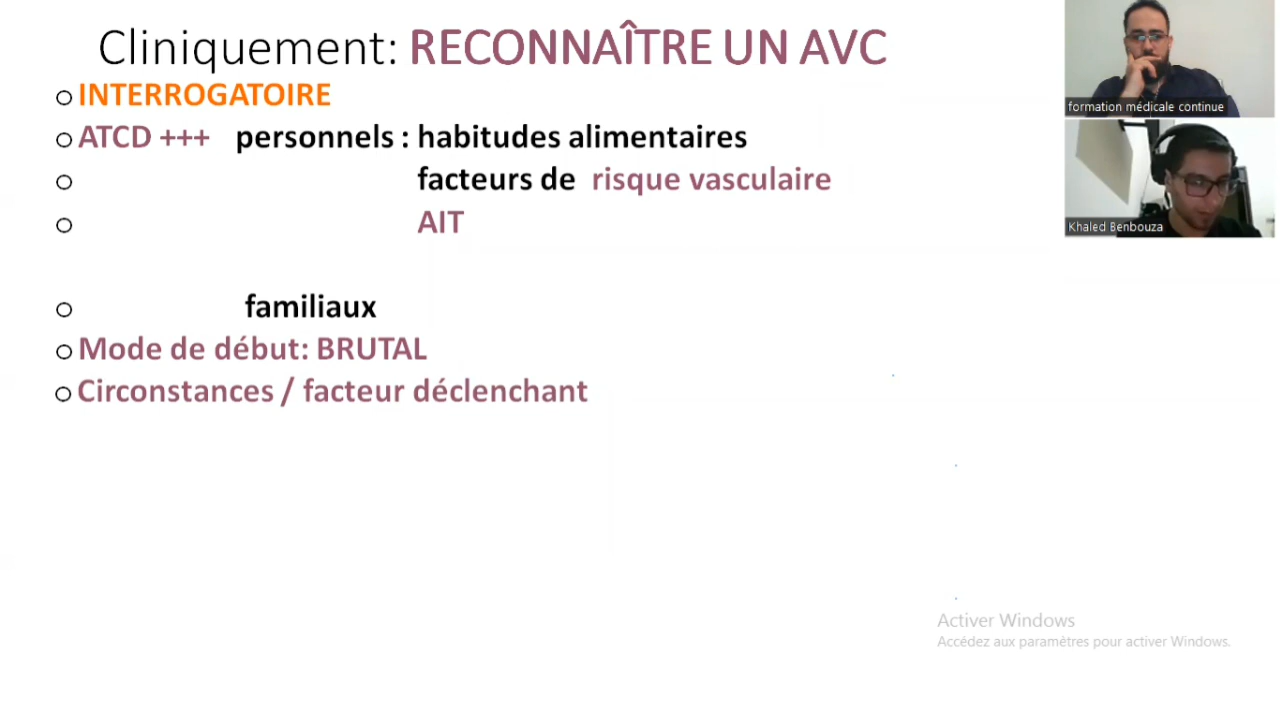 Cliniquement: RECONNAÎTRE UN AVC
INTERROGATOIRE
ATCD +++ personnels : habitudes alimentaires
facteurs de risque vasculaire
AIT
familiaux
Mode de début: BRUTAL
Circonstances / facteur déclenchant
formation médicale continue
Khaled Benbouza
Activer Windows
Accédez aux paramètres pour activer Windows.